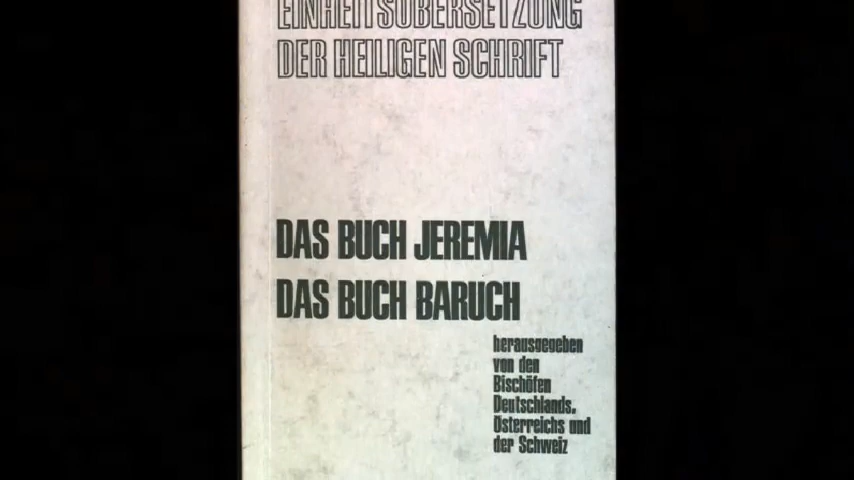 EINHEITSÜBERSETZUNG
DER HEILIGEN SCHRIFT
DAS BUCH JEREMIA
DAS BUCH BARUCH
herausgegeben
von den
Bischöfen
Deutschlands,
Österreichs und
der Schweiz